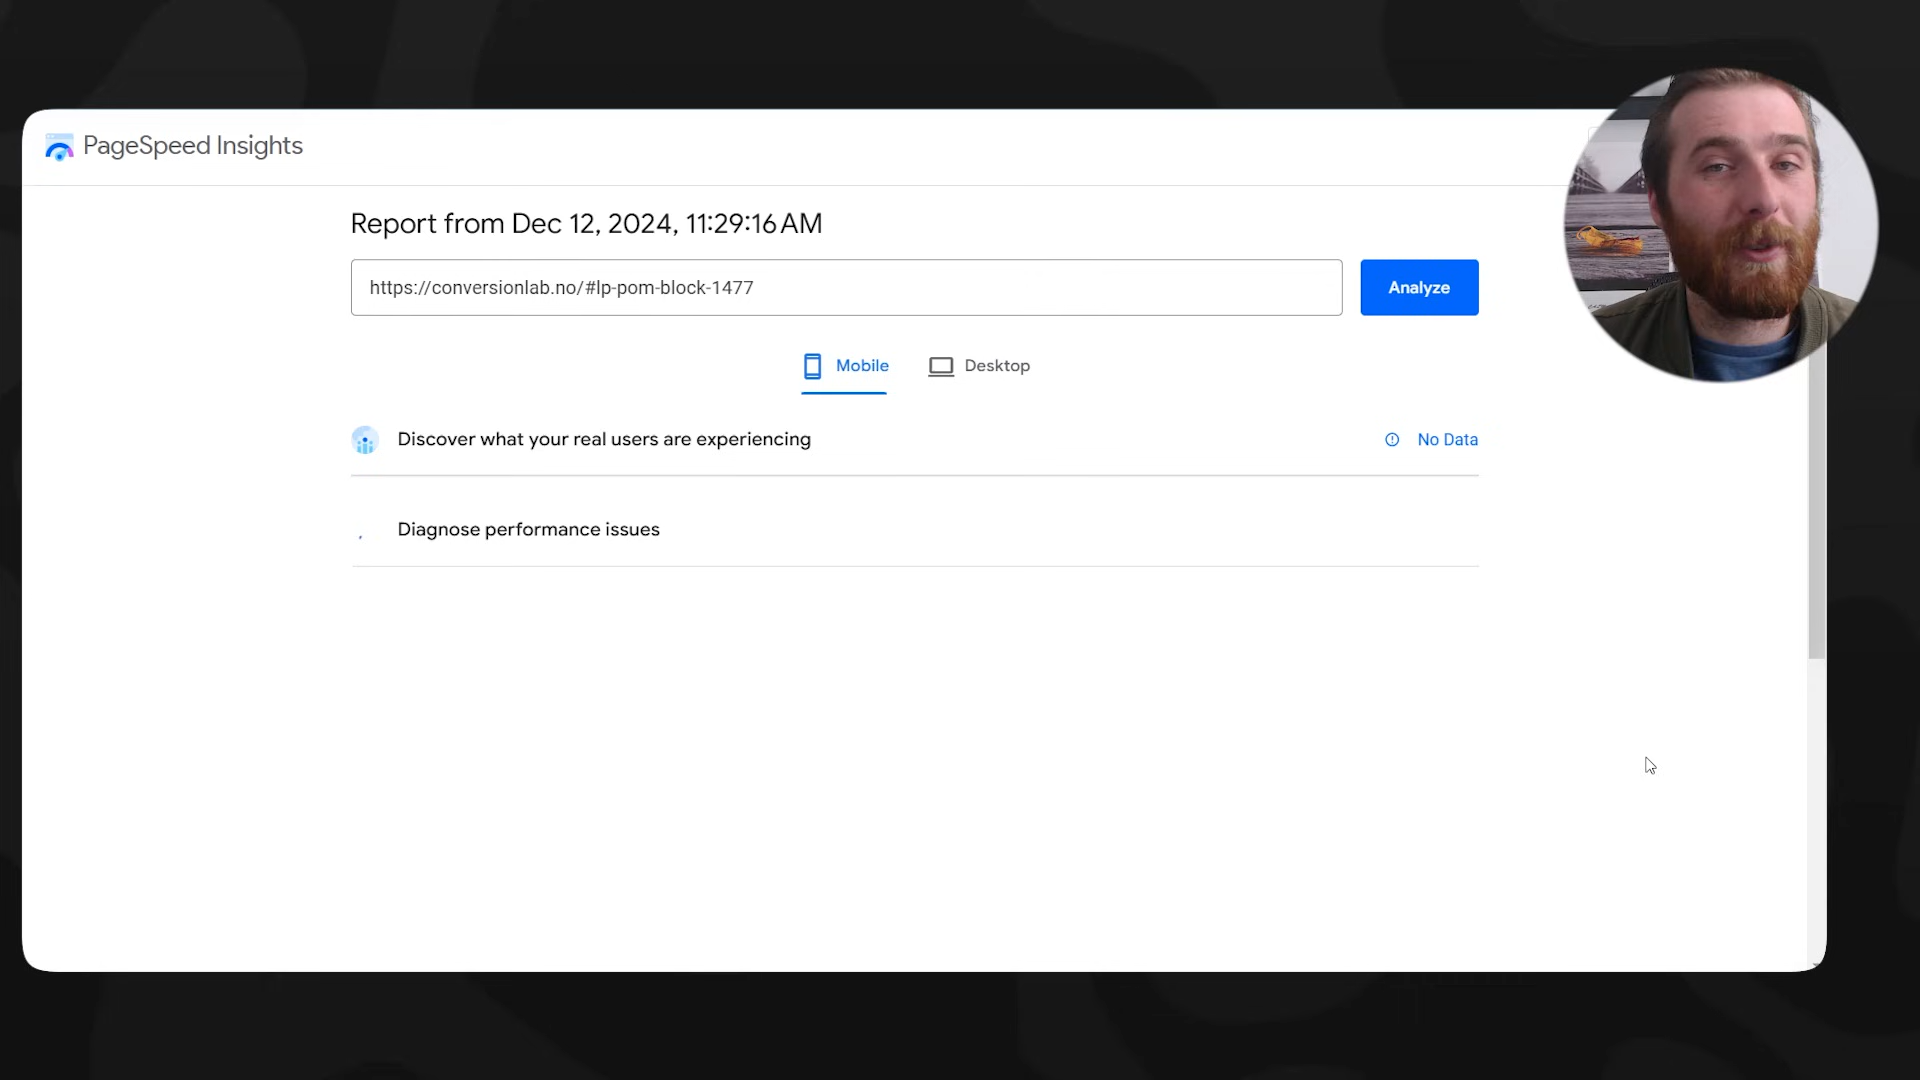 PageSpeed Insights
Report from Dec 12, 2024, 11:29:16 AM
https://conversionlab.no/#lp-pom-block-1477
Analyze
Mobile
Desktop
Discover what your real users are experiencing
No Data
Diagnose performance issues